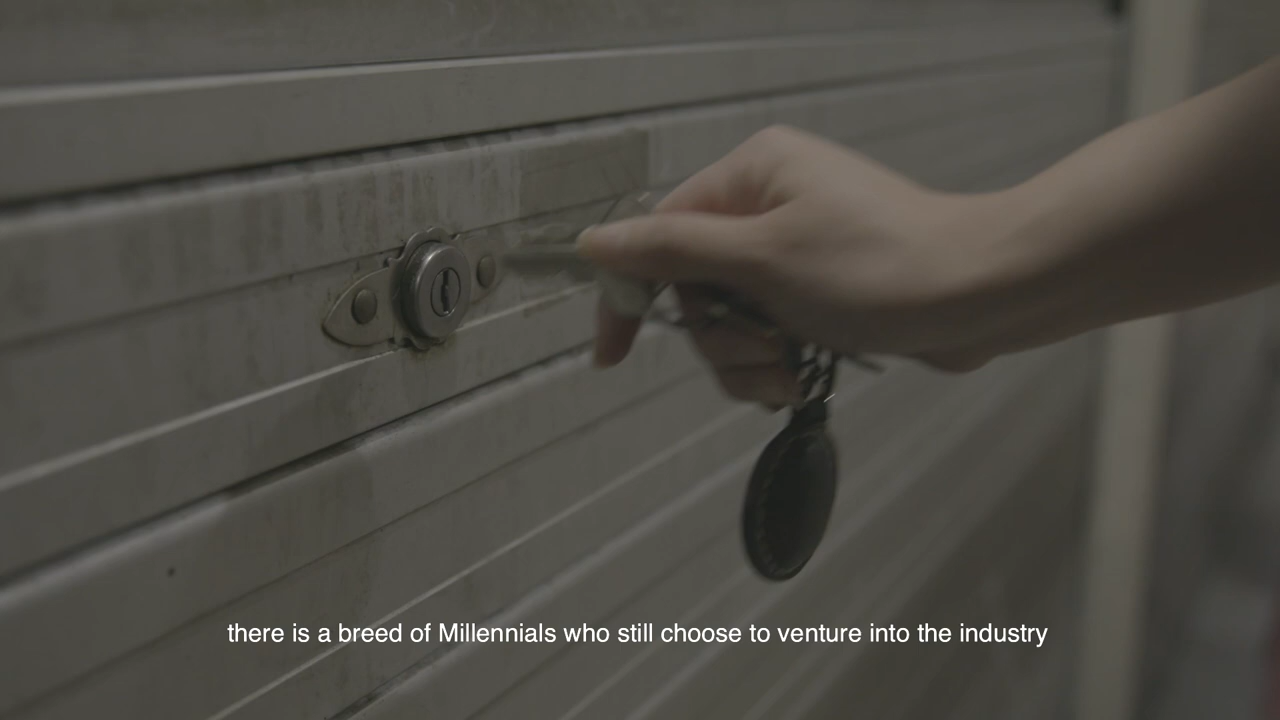 there is a breed of Millennials who still choose to venture into the industry